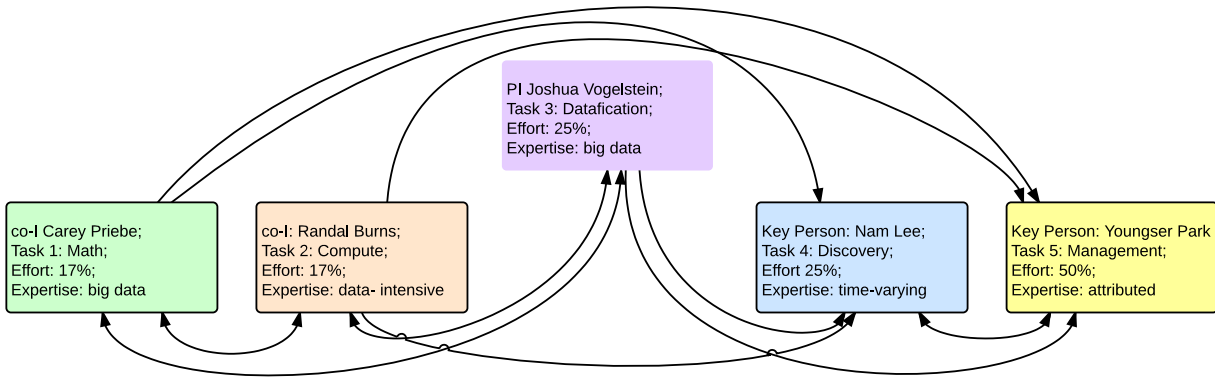 PI Joshua Vogelstein;
Task 3: Datafication;
Effort: 25%;
Expertise: big data
co-I Carey Priebe;
Task 1: Math;
Effort: 17%;
Expertise: big data
co-I: Randal Burns;
Task 2: Compute;
Effort: 17%;
Expertise: data- intensive
Key Person: Nam Lee;
Task 4: Discovery;
Effort 25%;
Expertise: time-varying
Key Person: Youngser Park
Task 5: Management;
Effort: 50%;
Expertise: attributed